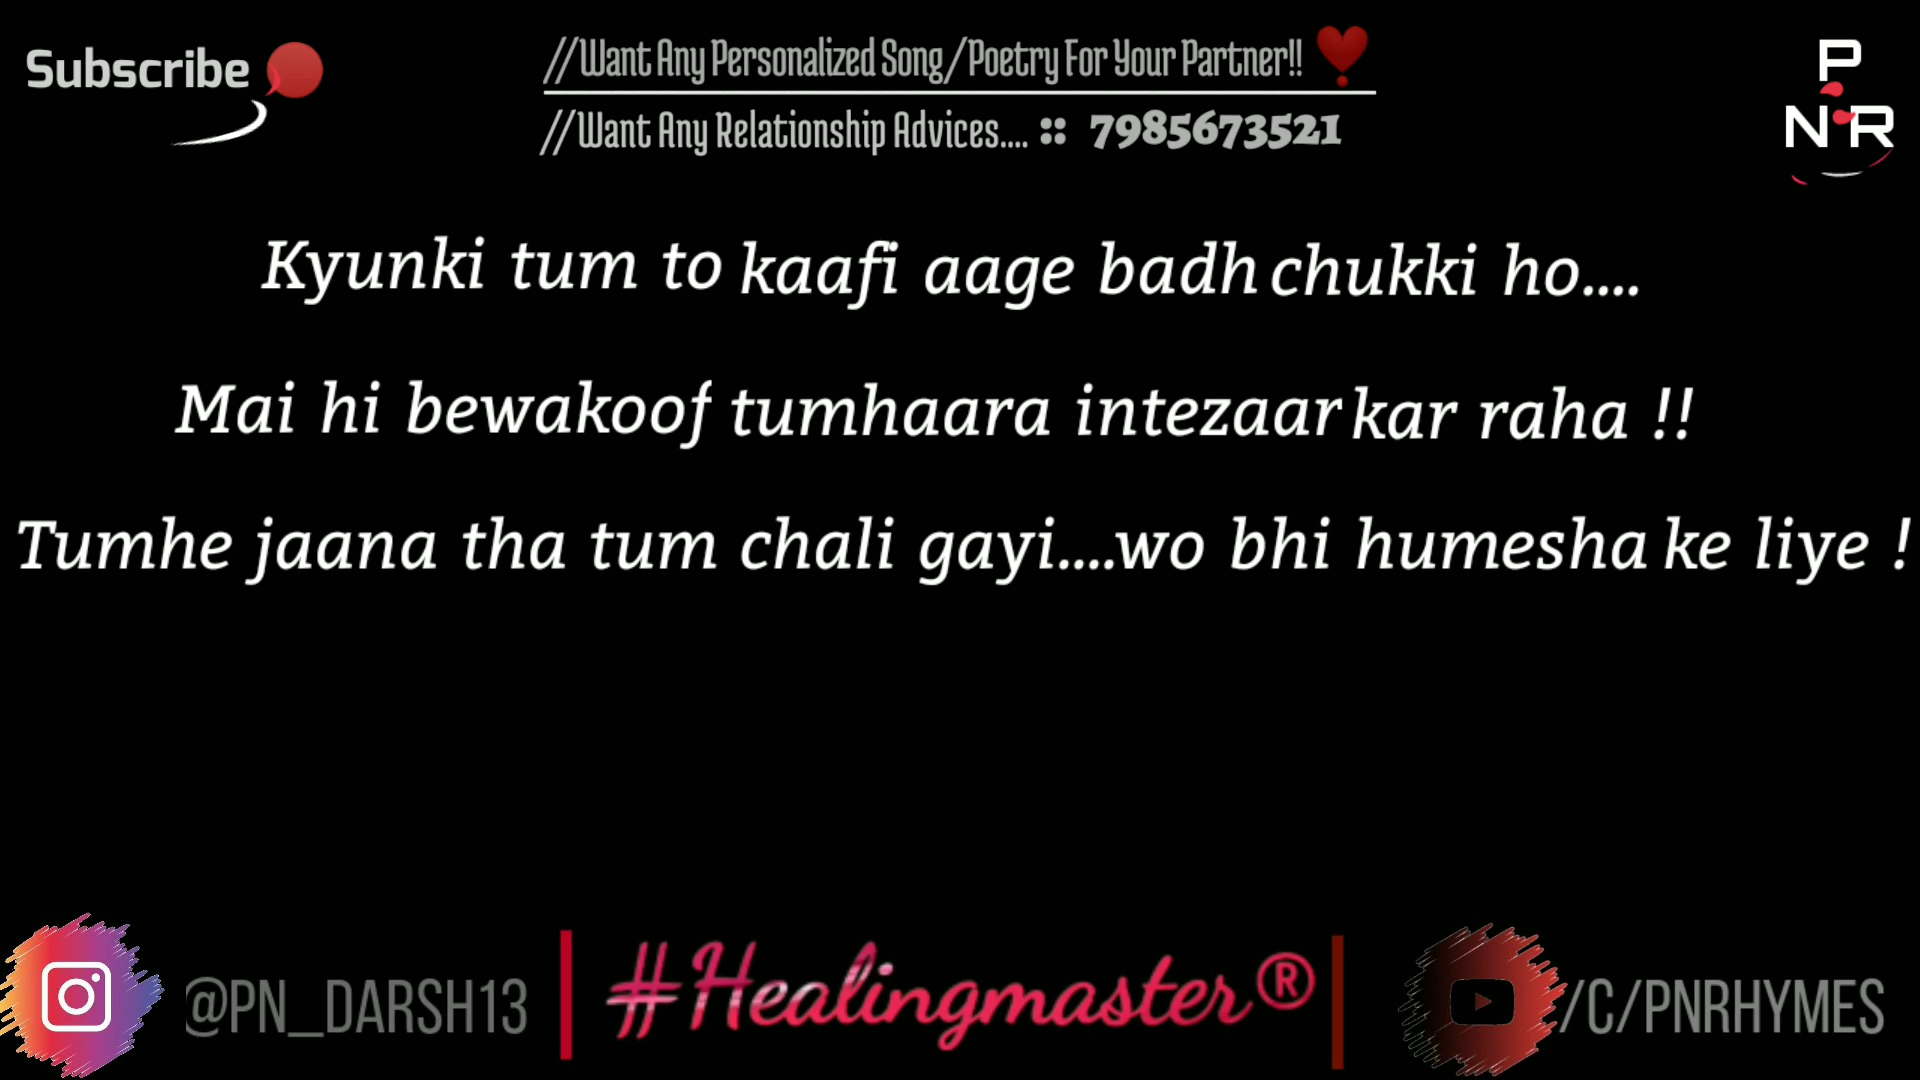 Subscribe
//Want Any Personalized Song/Poetry For Your Partner!!
//Want Any Relationship Advices.... :: 7985673521
P
N R
Kyunki tum to kaafi aage badh chukki ho....
Mai hi bewakoof tumhaara intezaar kar raha !!
Tumhe jaana tha tum chali gayi....wo bhi humesha ke liye !
@PN_DARSH13
#Healingmaster®
/C/PNRHYMES